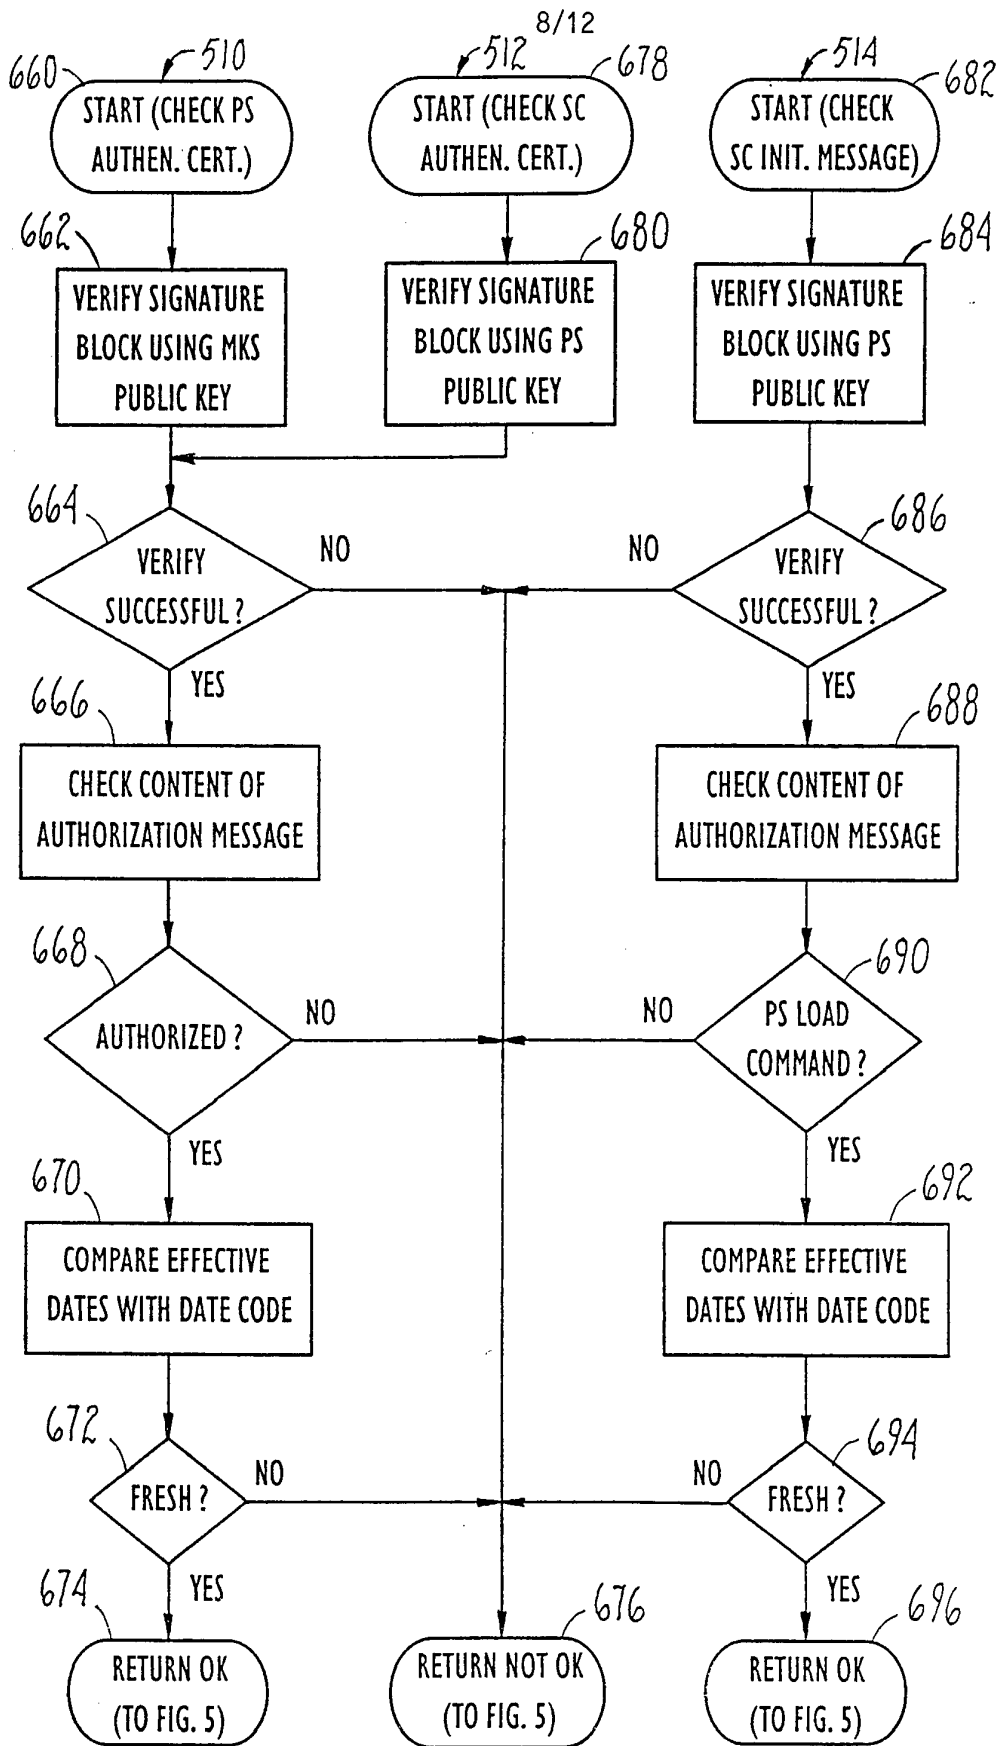 8/12
510
512
514
660
678
682
START (CHECK PS
AUTHEN. CERT.)
START (CHECK SC
AUTHEN. CERT.)
START (CHECK
SC INIT. MESSAGE)
662
680
684
VERIFY SIGNATURE
BLOCK USING MKS
PUBLIC KEY
VERIFY SIGNATURE
BLOCK USING PS
PUBLIC KEY
VERIFY SIGNATURE
BLOCK USING PS
PUBLIC KEY
664
686
VERIFY
SUCCESSFUL ?
NO
NO
VERIFY
SUCCESSFUL ?
YES
YES
666
688
CHECK CONTENT OF
AUTHORIZATION MESSAGE
CHECK CONTENT OF
AUTHORIZATION MESSAGE
668
690
AUTHORIZED ?
NO
NO
PS LOAD
COMMAND ?
YES
YES
670
692
COMPARE EFFECTIVE
DATES WITH DATE CODE
COMPARE EFFECTIVE
DATES WITH DATE CODE
672
694
FRESH ?
NO
NO
FRESH ?
YES
YES
674
676
696
RETURN OK
(TO FIG. 5)
RETURN NOT OK
(TO FIG. 5)
RETURN OK
(TO FIG. 5)